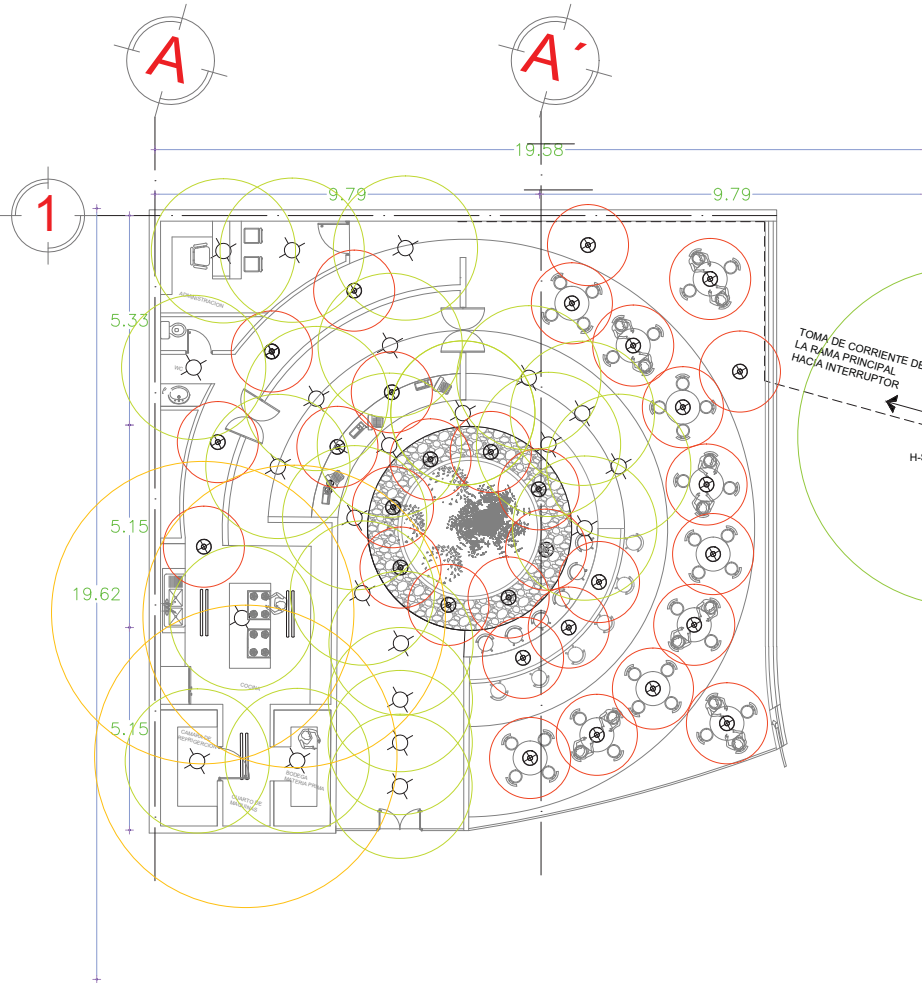 A
A´
19.58
9.79
9.79
1
ADMINISTRACION
5.33
WC
TOMA DE CORRIENTE DE
LA RAMA PRINCIPAL
HACIA INTERRUPTOR
5.15
19.62
COCINA
5.15
CAMARA DE
REFRIGERCION
BODEGA
MATERIA PRIMA
CUARTO DE
MAQUINAS